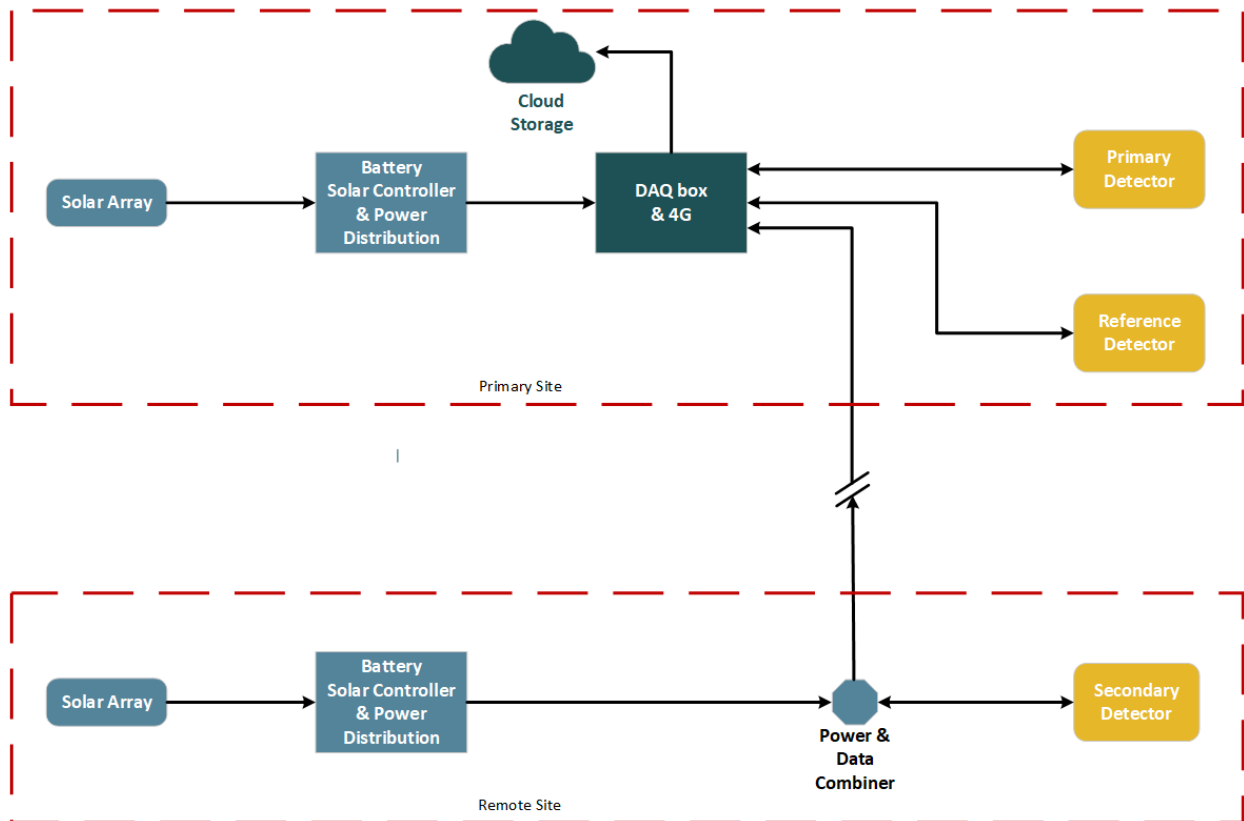 Cloud
Storage
Solar Array
Battery
Solar Controller
& Power
Distribution
DAQ box
& 4G
Primary
Detector
Reference
Detector
Primary Site
Solar Array
Battery
Solar Controller
& Power
Distribution
Power &
Data
Combiner
Secondary
Detector
Remote Site